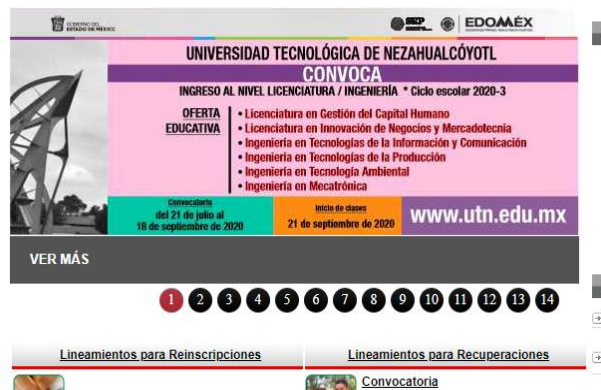 GOBIERNO DEL
ESTADO DE MÉXICO
EDOMÉX
UNIVERSIDAD TECNOLÓGICA DE NEZAHUALCÓYOTL
CONVOCA
INGRESO AL NIVEL LICENCIATURA / INGENIERÍA * Ciclo escolar 2020-3
OFERTA
EDUCATIVA
• Licenciatura en Gestión del Capital Humano
• Licenciatura en Innovación de Negocios y Mercadotecnia
• Ingeniería en Tecnologías de la Información y Comunicación
• Ingeniería en Tecnologías de la Producción
• Ingeniería en Tecnología Ambiental
• Ingeniería en Mecatrónica
Convocatoria
del 21 de julio al
18 de septiembre de 2020
Inicio de clases
21 de septiembre de 2020
www.utn.edu.mx
VER MÁS
1 2 3 4 5 6 7 8 9 10 11 12 13 14
Lineamientos para Reinscripciones
Lineamientos para Recuperaciones
Convocatoria